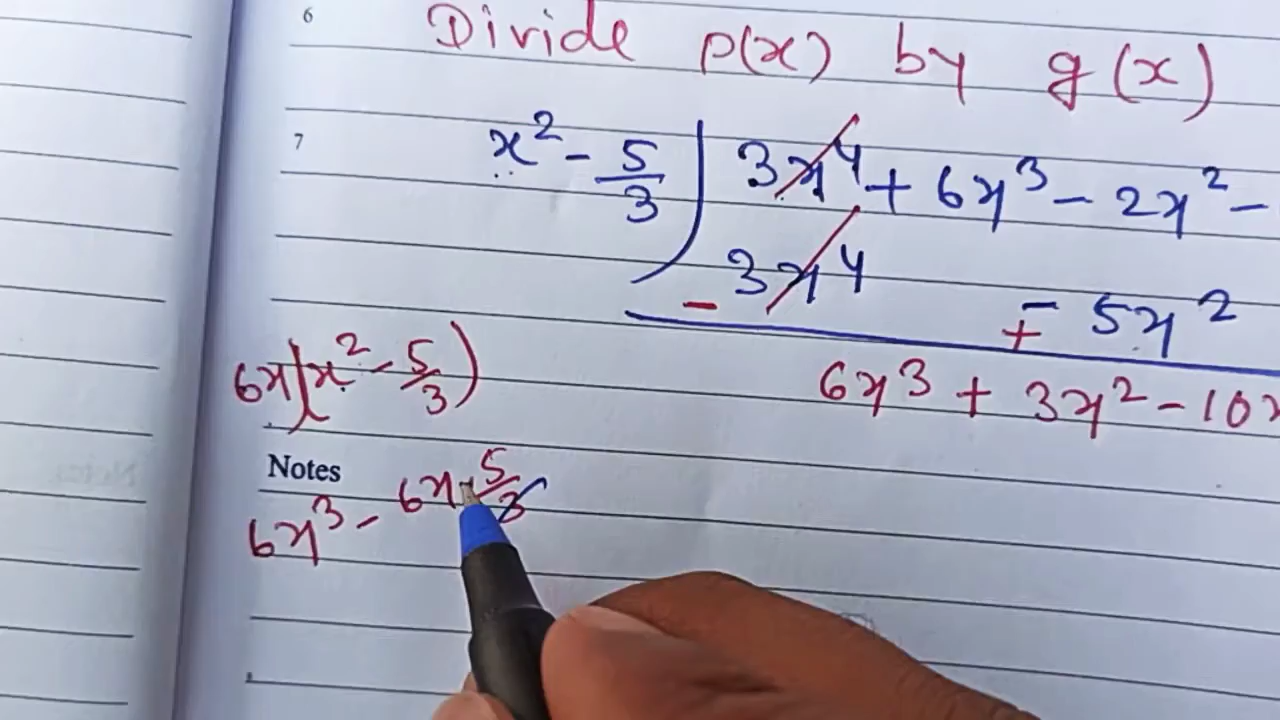 6
Divide p(x) by g(x)
7
x² - 5/3 ) 3x⁴ + 6x³ - 2x² -
- 3x⁴ + - 5x²
6x(x² - 5/3)
6x³ + 3x² - 10x
Notes
6x³ - 6x · 5/3